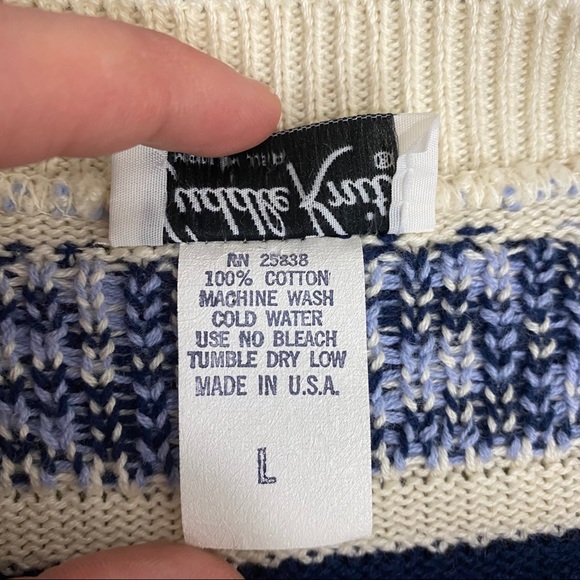 RN 25838
100% COTTON
MACHINE WASH
COLD WATER
USE NO BLEACH
TUMBLE DRY LOW
MADE IN U.S.A.
L